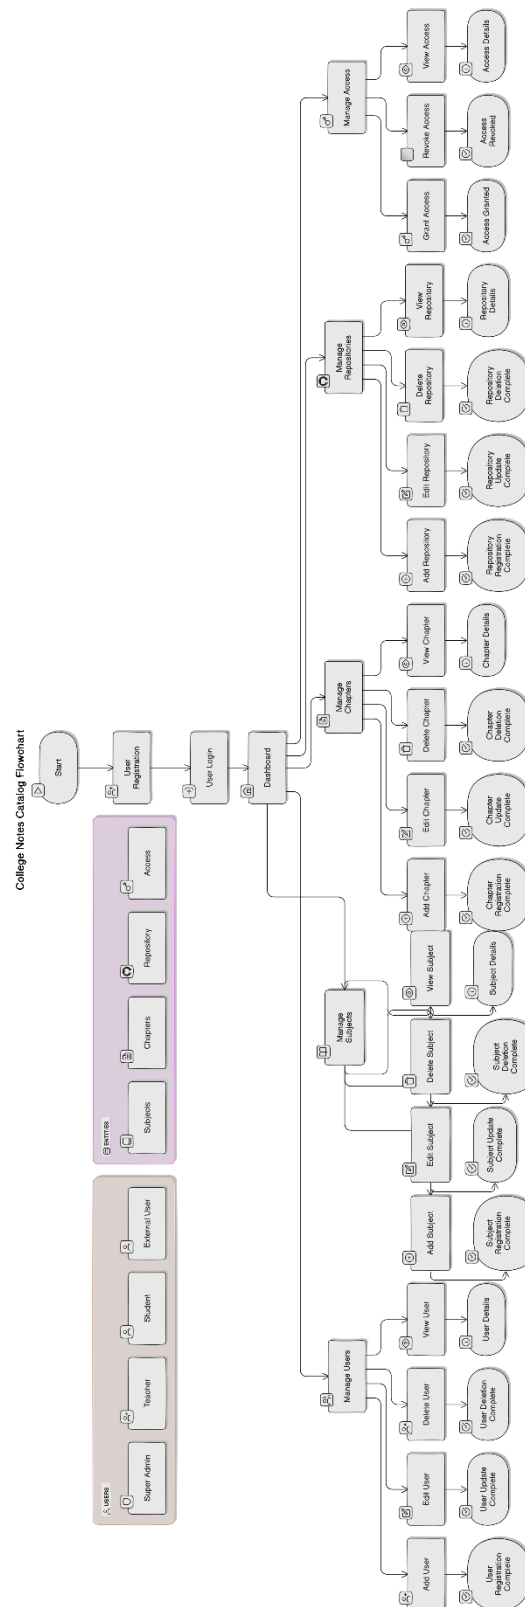 College Notes Catalog Flowchart
Start
User
Registration
User Login
Dashboard
USERS
Super Admin
Teacher
Student
External User
ENTITIES
Subjects
Chapters
Repository
Access
Manage Users
Manage
Subjects
Manage
Chapters
Manage
Repositories
Manage Access
Add User
Edit User
Delete User
View User
Add Subject
Edit Subject
Delete Subject
View Subject
Add Chapter
Edit Chapter
Delete Chapter
View Chapter
Add Repository
Edit Repository
Delete
Repository
View
Repository
Grant Access
Revoke Access
View Access
User
Registration
Complete
User Update
Complete
User Deletion
Complete
User Details
Subject
Registration
Complete
Subject Update
Complete
Subject
Deletion
Complete
Subject Details
Chapter
Registration
Complete
Chapter
Update
Complete
Chapter
Deletion
Complete
Chapter Details
Repository
Registration
Complete
Repository
Update
Complete
Repository
Deletion
Complete
Repository
Details
Access Granted
Access
Revoked
Access Details